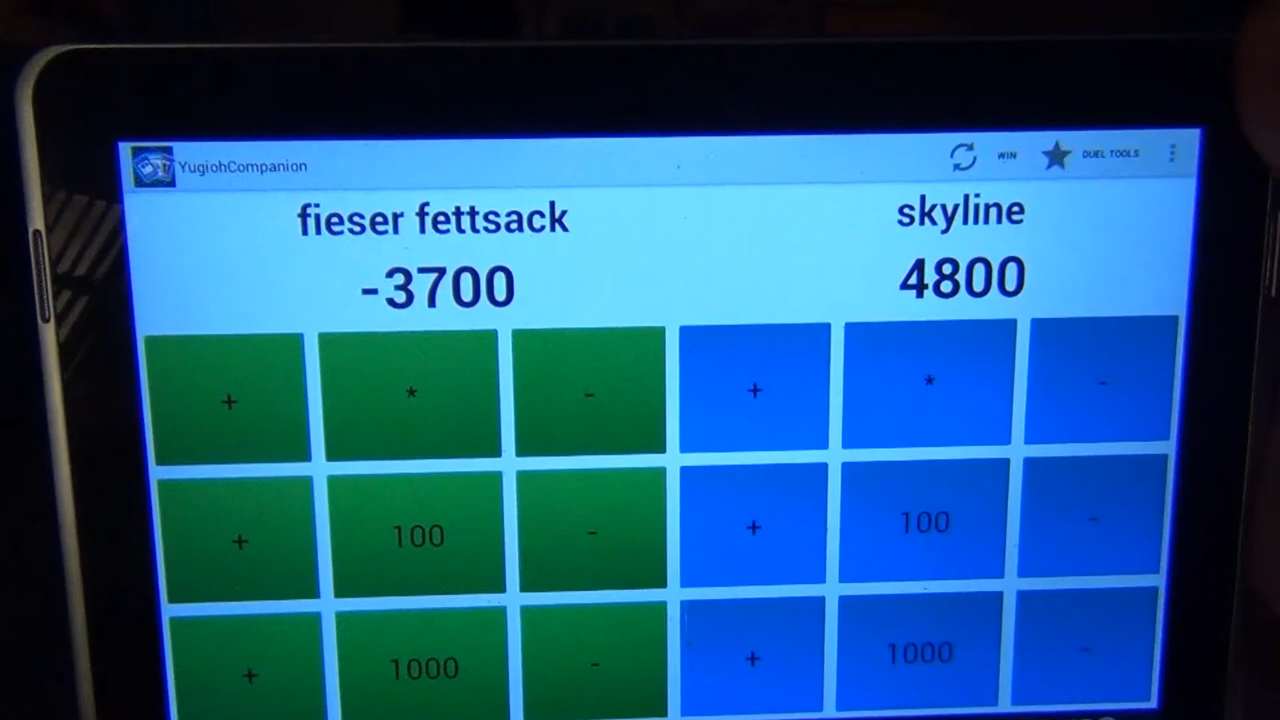 YugiohCompanion WIN DUEL TOOLS
fieser fettsack skyline
-3700 4800
+ * - + * -
+ 100 - + 100 -
+ 1000 - + 1000 -